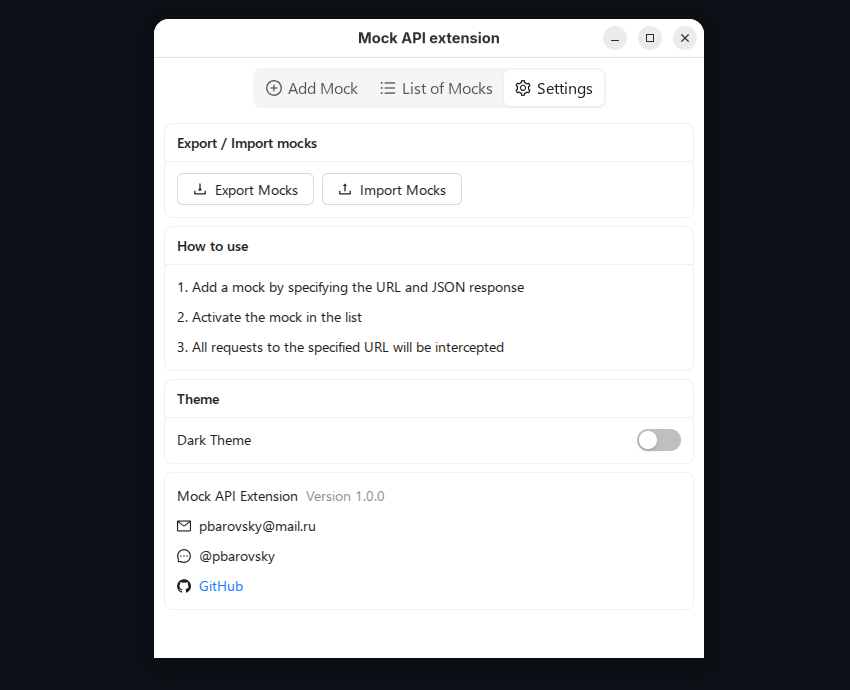 Mock API extension
Add Mock List of Mocks Settings
Export / Import mocks
Export Mocks Import Mocks
How to use
1. Add a mock by specifying the URL and JSON response
2. Activate the mock in the list
3. All requests to the specified URL will be intercepted
Theme
Dark Theme
Mock API Extension Version 1.0.0
pbarovsky@mail.ru
@pbarovsky
GitHub